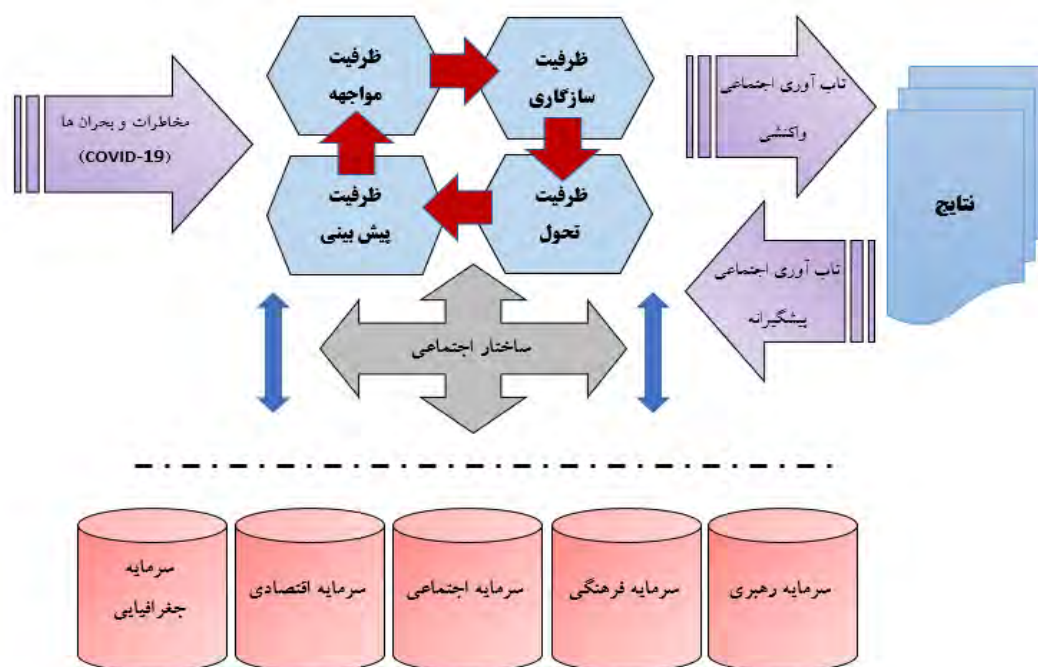 مخاطرات و بحران ها
(COVID-19)
ظرفیت
مواجهه
ظرفیت
سازگاری
ظرفیت
تحول
ظرفیت
پیش بینی
تاب آوری اجتماعی
واکنشی
تاب آوری اجتماعی
پیشگیرانه
نتایج
ساختار اجتماعی
سرمایه رهبری
سرمایه فرهنگی
سرمایه اجتماعی
سرمایه اقتصادی
سرمایه
جغرافیایی